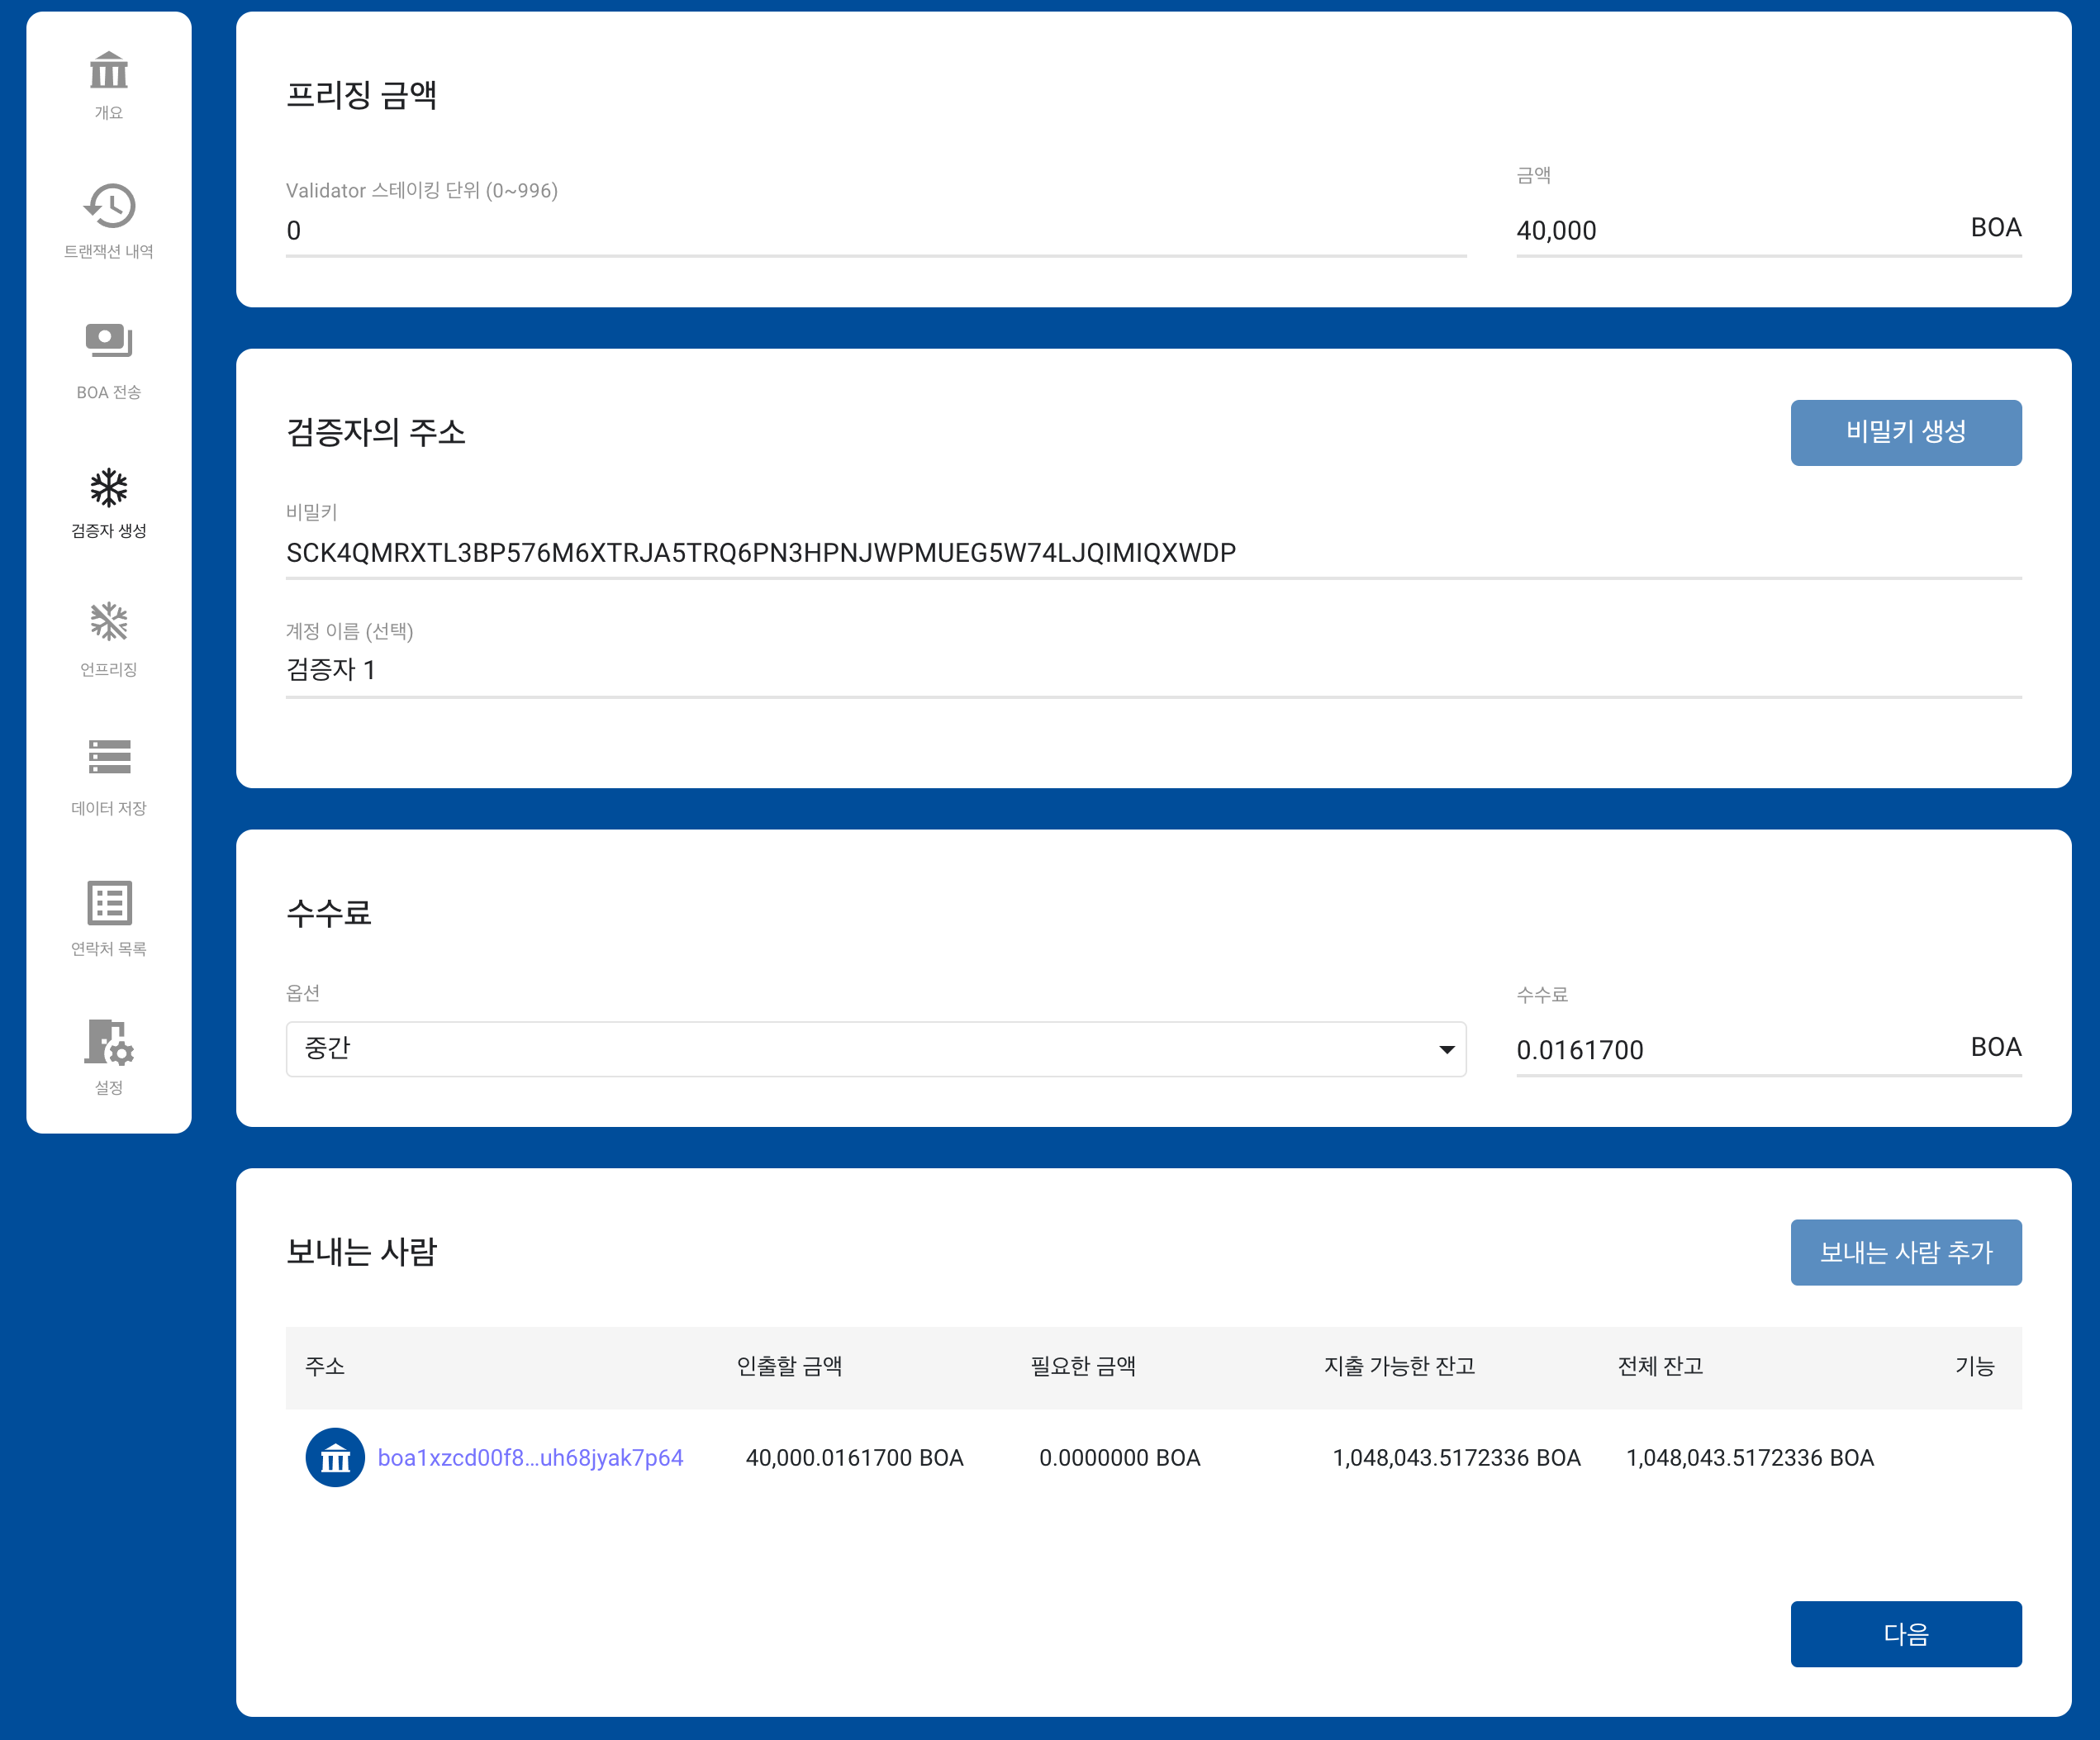 개요
트랜잭션 내역
BOA 전송
검증자 생성
언프리징
데이터 저장
연락처 목록
설정
프리징 금액
Validator 스테이킹 단위 (0~996)
0
금액
40,000 BOA
검증자의 주소
비밀키 생성
비밀키
SCK4QMRXTL3BP576M6XTRJA5TRQ6PN3HPNJWPMUEG5W74LJQIMIQXWDP
계정 이름 (선택)
검증자 1
수수료
옵션
중간
수수료
0.0161700 BOA
보내는 사람
보내는 사람 추가
주소 인출할 금액 필요한 금액 지출 가능한 잔고 전체 잔고 기능
boa1xzcd00f8...uh68jyak7p64 40,000.0161700 BOA 0.0000000 BOA 1,048,043.5172336 BOA 1,048,043.5172336 BOA
다음